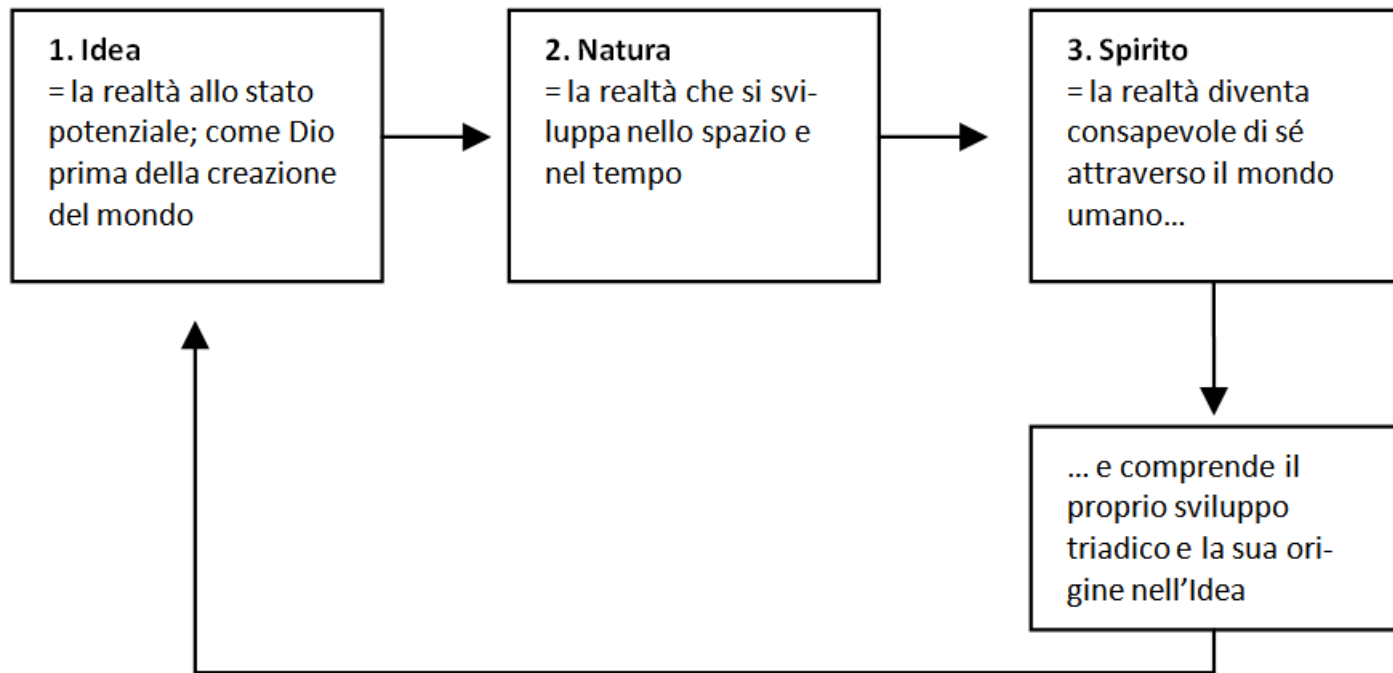 1. Idea
= la realtà allo stato
potenziale; come Dio
prima della creazione
del mondo
2. Natura
= la realtà che si svi-
luppa nello spazio e
nel tempo
3. Spirito
= la realtà diventa
consapevole di sé
attraverso il mondo
umano…
… e comprende il
proprio sviluppo
triadico e la sua ori-
gine nell’Idea